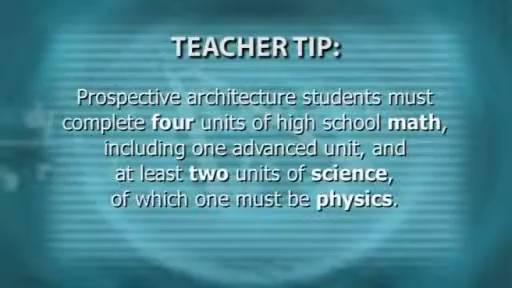 TEACHER TIP:
Prospective architecture students must
complete four units of high school math,
including one advanced unit, and
at least two units of science,
of which one must be physics.